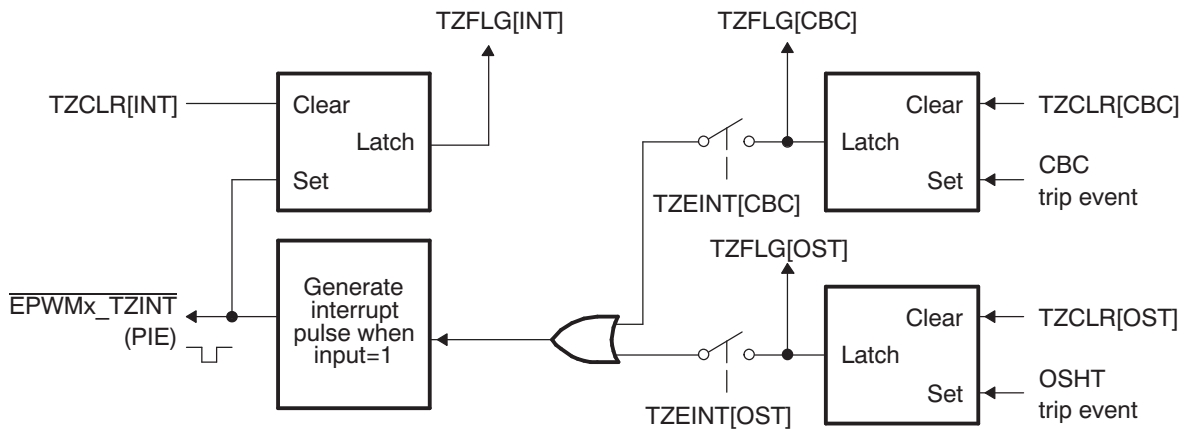 TZFLG[INT]
TZFLG[CBC]
TZCLR[INT]
Clear
Latch
Set
Clear
TZCLR[CBC]
Latch
CBC
trip event
Set
TZEINT[CBC]
TZFLG[OST]
EPWMx_TZINT
(PIE)
Generate
interrupt
pulse when
input=1
Clear
TZCLR[OST]
Latch
OSHT
trip event
Set
TZEINT[OST]